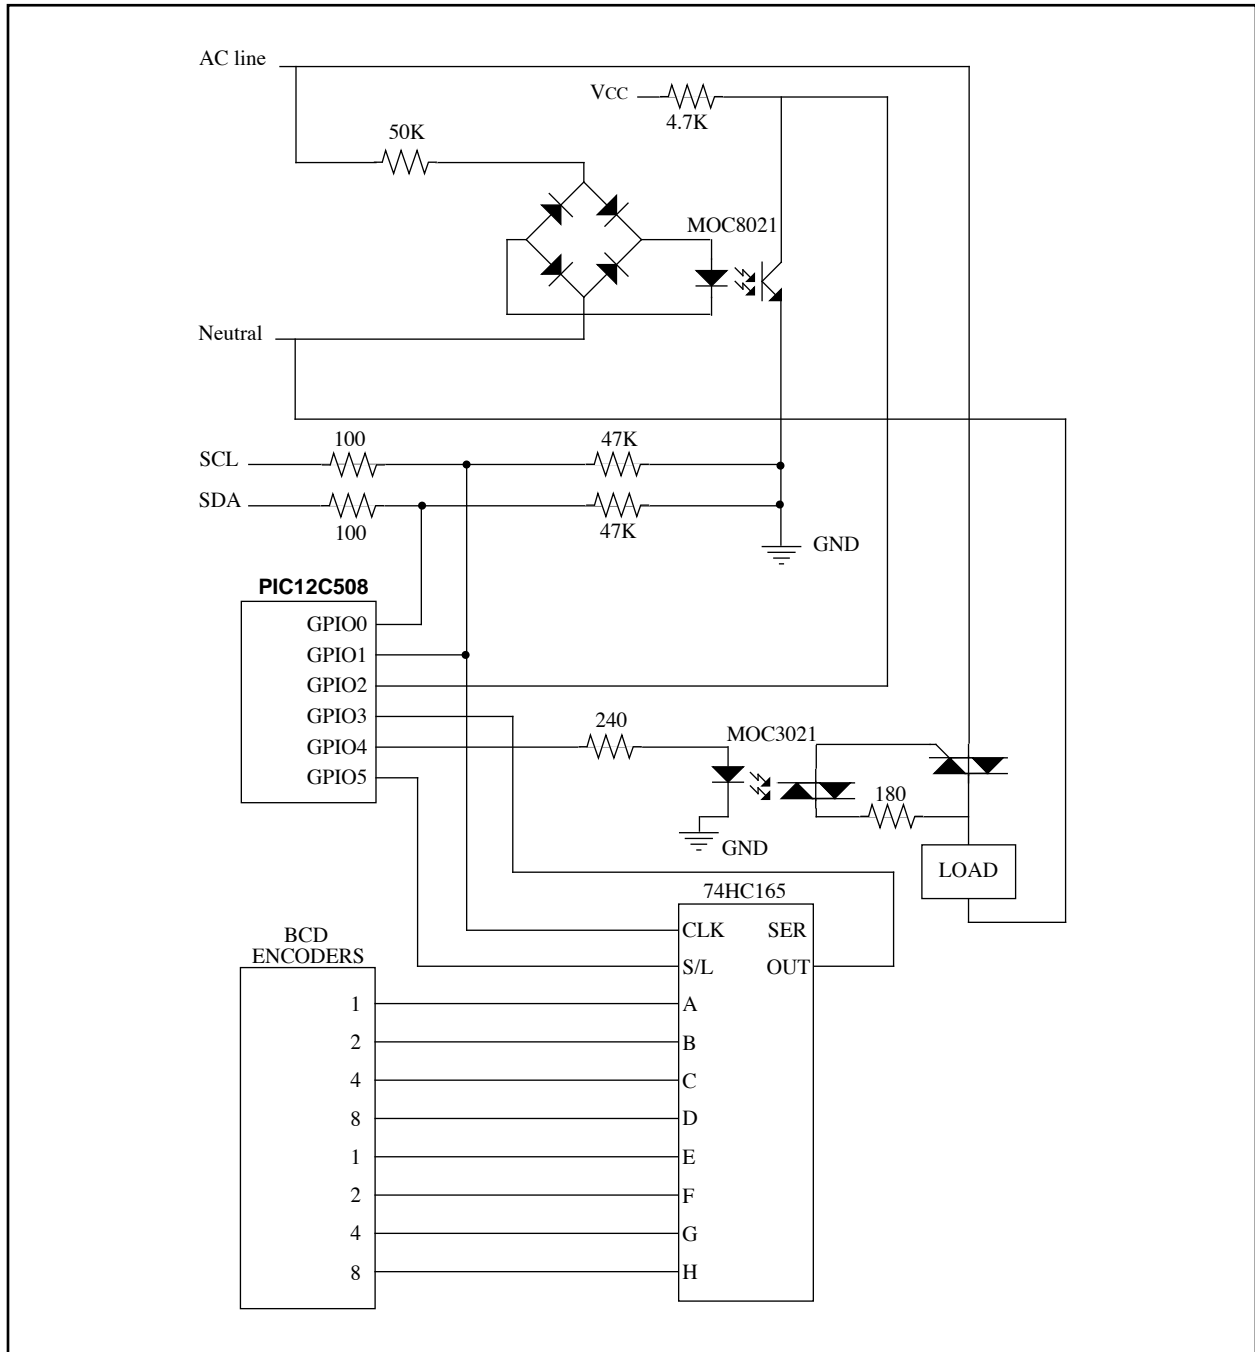 AC line
VCC
4.7K
50K
MOC8021
Neutral
100
47K
SCL
SDA
100
47K
GND
PIC12C508
GPIO0
GPIO1
GPIO2
GPIO3
GPIO4
GPIO5
240
MOC3021
180
GND
LOAD
74HC165
CLK SER
S/L OUT
A
B
C
D
E
F
G
H
BCD
ENCODERS
1
2
4
8
1
2
4
8